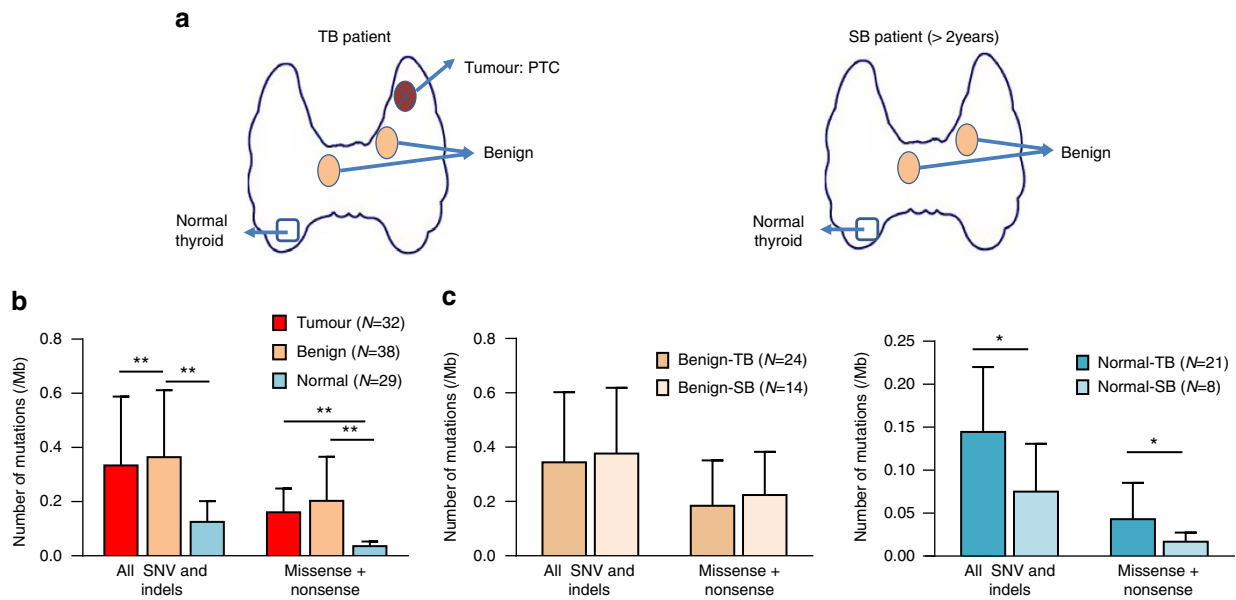 a
TB patient
Tumour: PTC
Benign
Normal
thyroid
SB patient (> 2years)
Benign
Normal
thyroid
b
Number of mutations (/Mb)
0.8
0.6
0.4
0.2
0.0
** **
** **
Tumour (N=32)
Benign (N=38)
Normal (N=29)
All SNV and
indels
Missense +
nonsense
c
Number of mutations (/Mb)
0.8
0.6
0.4
0.2
0.0
Benign-TB (N=24)
Benign-SB (N=14)
All SNV and
indels
Missense +
nonsense
Number of mutations (/Mb)
0.25
0.20
0.15
0.10
0.05
0.00
*
*
Normal-TB (N=21)
Normal-SB (N=8)
All SNV and
indels
Missense +
nonsense